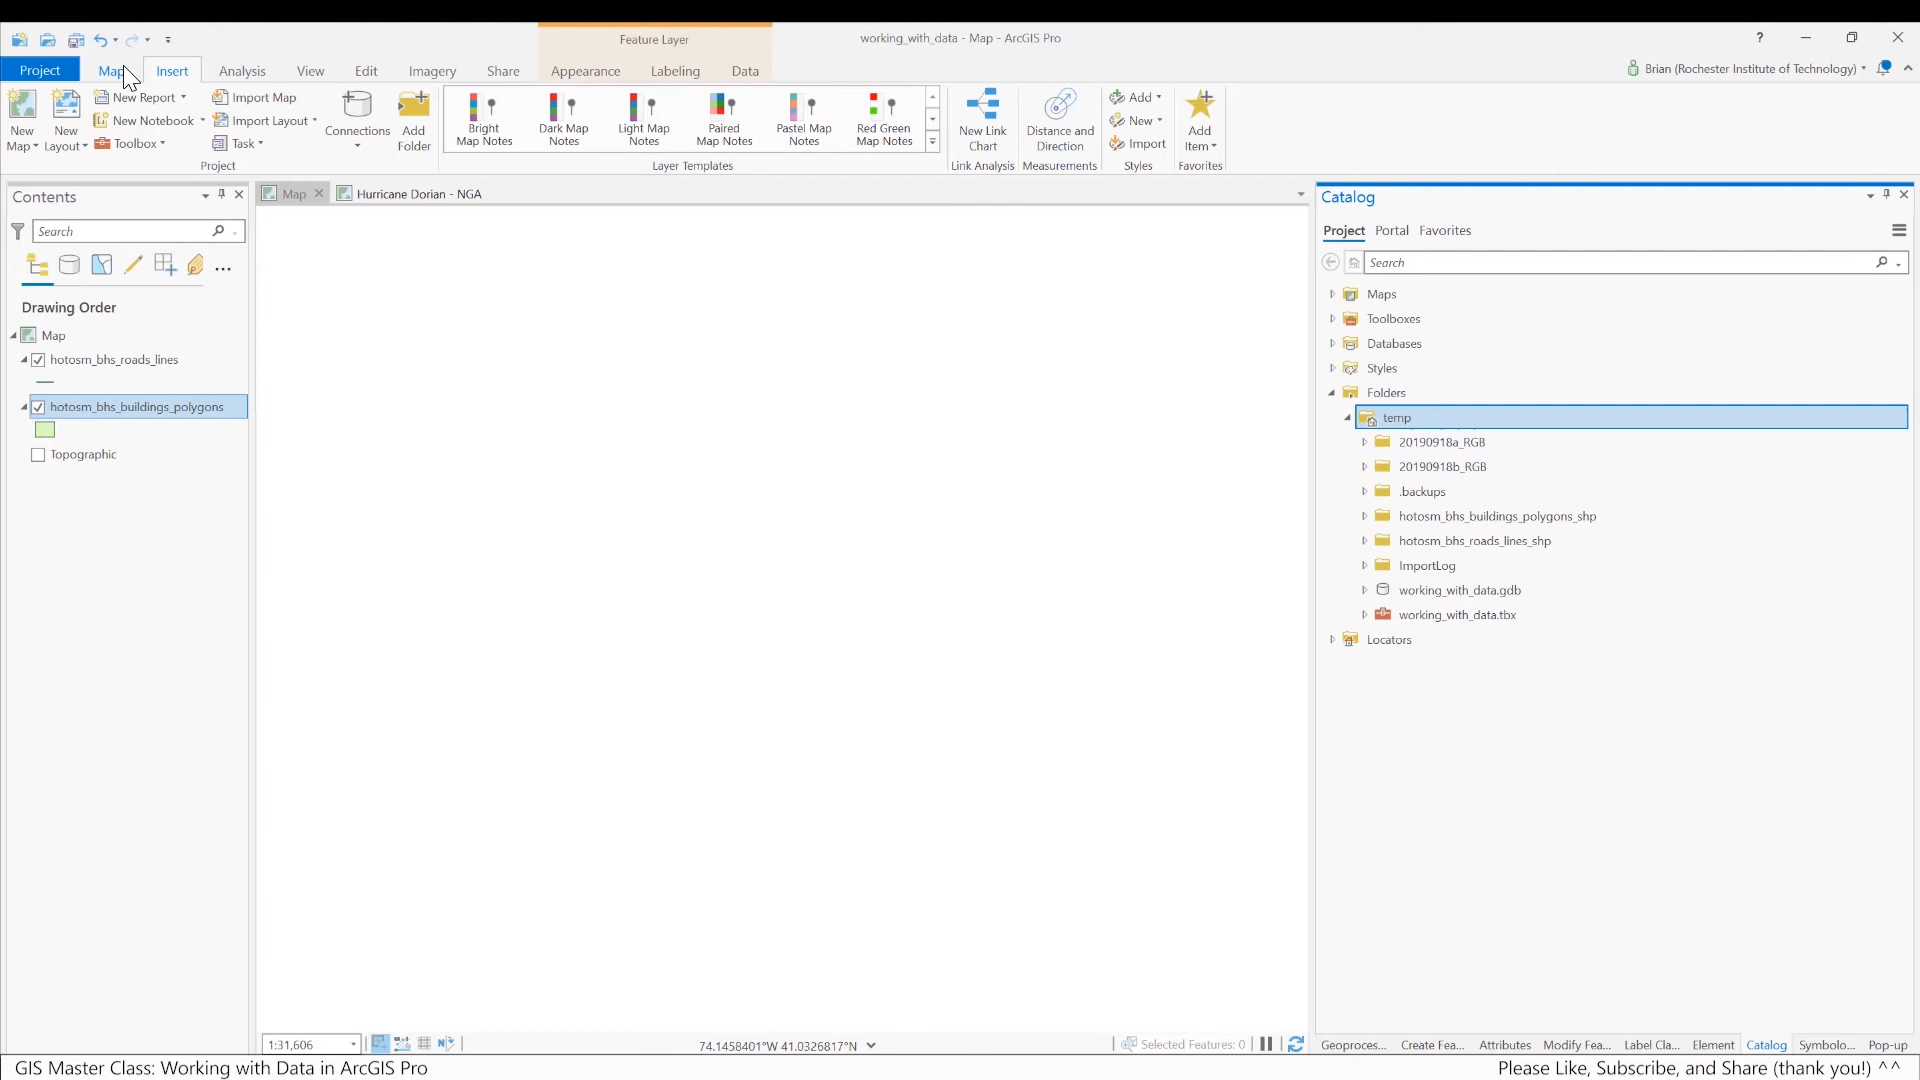 Feature Layer
working_with_data - Map - ArcGIS Pro
?
Project
Map
Insert
Analysis
View
Edit
Imagery
Share
Appearance
Labeling
Data
Brian (Rochester Institute of Technology)
New Map
New Layout
New Report
New Notebook
Toolbox
Import Map
Import Layout
Task
Connections
Add Folder
Project
Bright Map Notes
Dark Map Notes
Light Map Notes
Paired Map Notes
Pastel Map Notes
Red Green Map Notes
Layer Templates
New Link Chart
Link Analysis
Distance and Direction
Measurements
Add
New
Import
Styles
Add Item
Favorites
Contents
Search
Drawing Order
Map
hotosm_bhs_roads_lines
hotosm_bhs_buildings_polygons
Topographic
Map
Hurricane Dorian - NGA
1:31,606
74.1458401°W 41.0326817°N
Selected Features: 0
Catalog
Project
Portal
Favorites
Search
Maps
Toolboxes
Databases
Styles
Folders
temp
20190918a_RGB
20190918b_RGB
.backups
hotosm_bhs_buildings_polygons_shp
hotosm_bhs_roads_lines_shp
ImportLog
working_with_data.gdb
working_with_data.tbx
Locators
Geoproces...
Create Fea...
Attributes
Modify Fea...
Label Cla...
Element
Catalog
Symbolo...
Pop-up
GIS Master Class: Working with Data in ArcGIS Pro
Please Like, Subscribe, and Share (thank you!) ^^